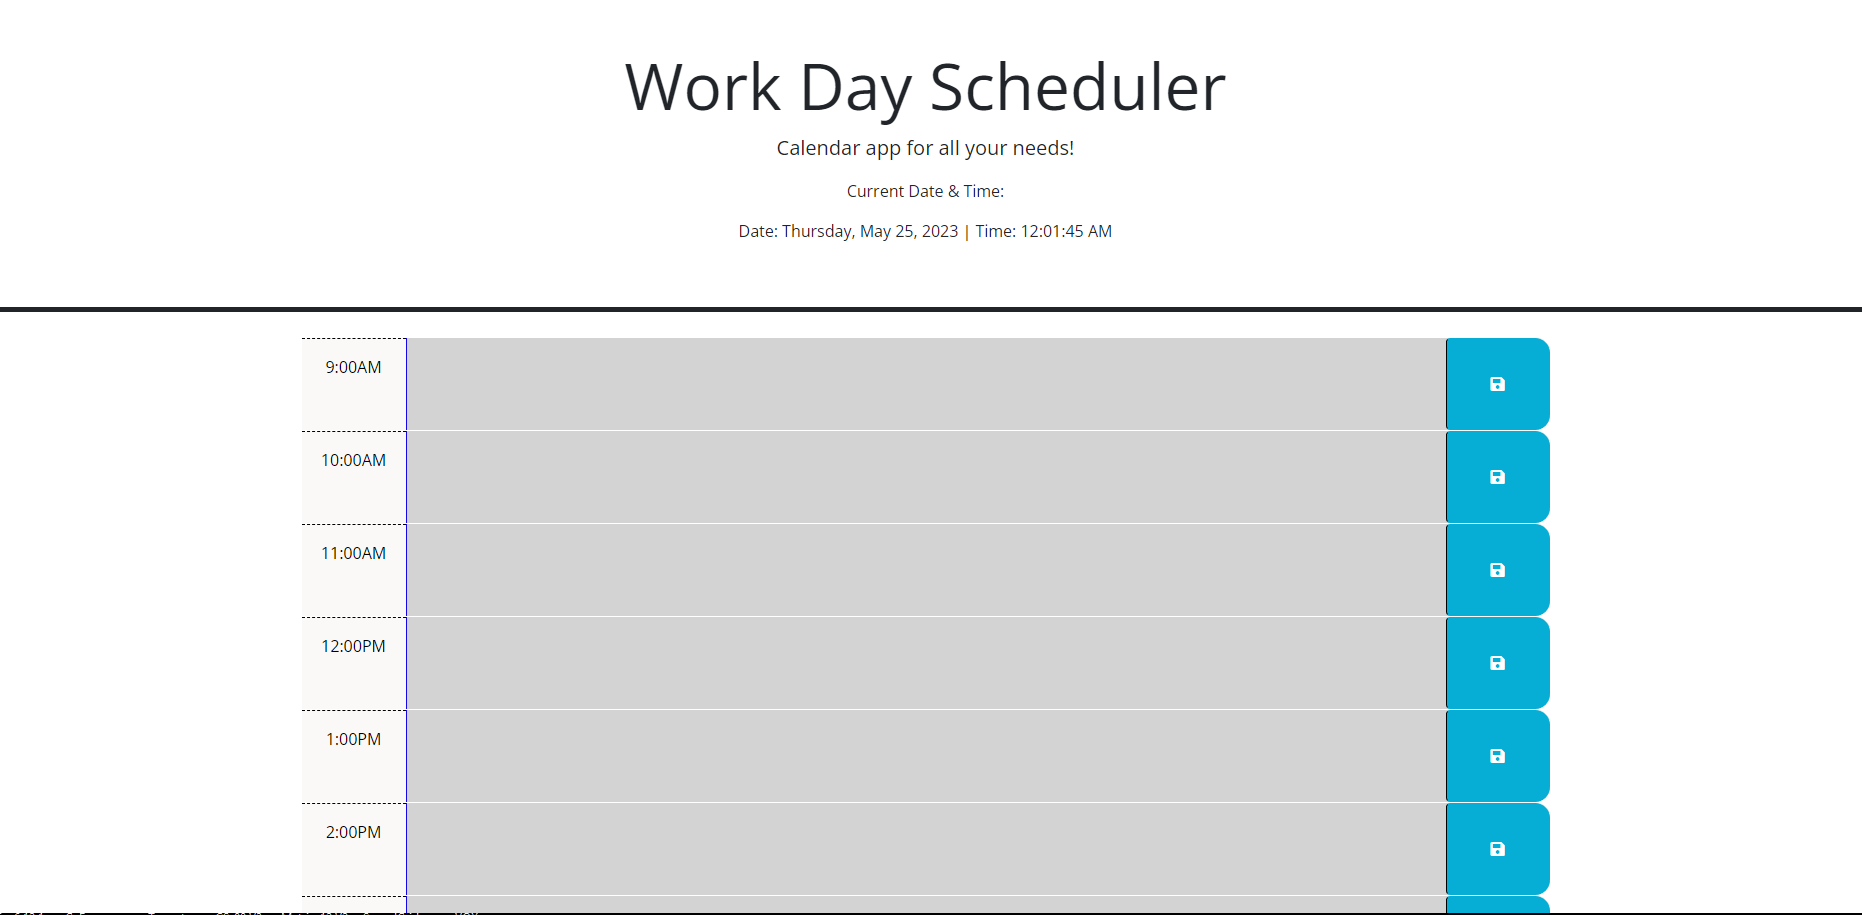 Work Day Scheduler
Calendar app for all your needs!
Current Date & Time:
Date: Thursday, May 25, 2023 | Time: 12:01:45 AM
9:00AM
10:00AM
11:00AM
12:00PM
1:00PM
2:00PM